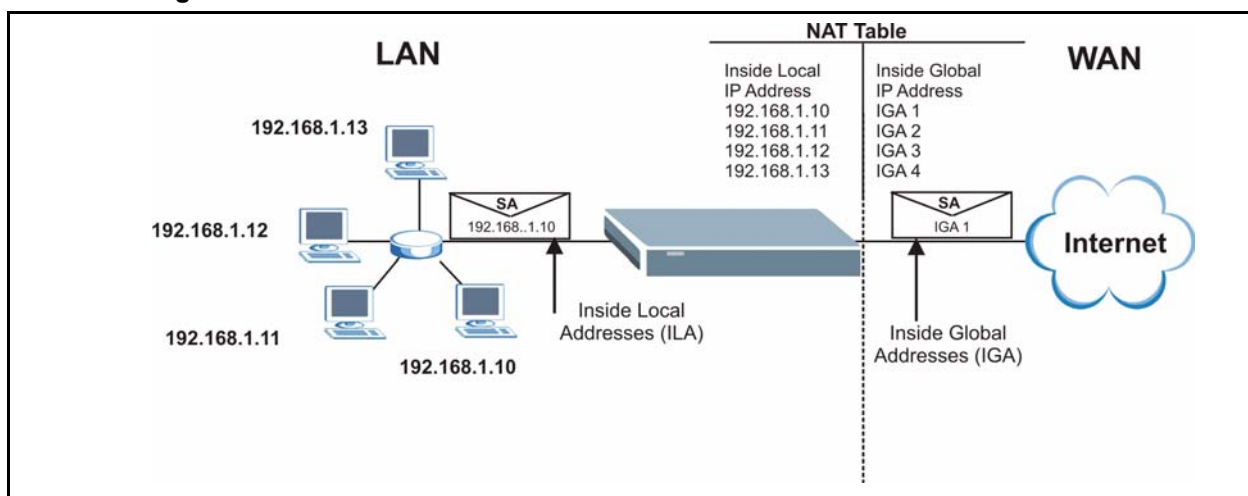 LAN
NAT Table
WAN
Inside Local
IP Address
192.168.1.10
192.168.1.11
192.168.1.12
192.168.1.13
Inside Global
IP Address
IGA 1
IGA 2
IGA 3
IGA 4
192.168.1.13
192.168.1.12
192.168.1.11
192.168.1.10
SA
192.168..1.10
Inside Local
Addresses (ILA)
SA
IGA 1
Inside Global
Addresses (IGA)
Internet